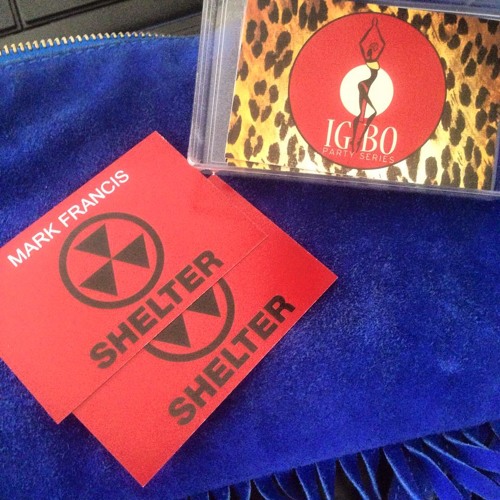 IGBO
PARTY SERIES
MARK FRANCIS
SHELTER
SHELTER